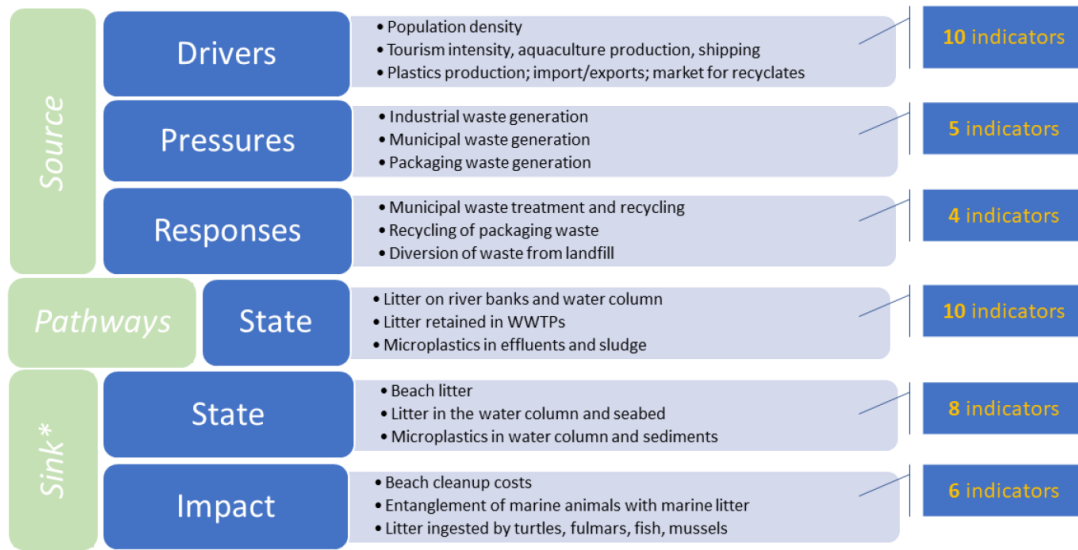 Source
Drivers
• Population density
• Tourism intensity, aquaculture production, shipping
• Plastics production; import/exports; market for recyclates
10 indicators
Pressures
• Industrial waste generation
• Municipal waste generation
• Packaging waste generation
5 indicators
Responses
• Municipal waste treatment and recycling
• Recycling of packaging waste
• Diversion of waste from landfill
4 indicators
Pathways
State
• Litter on river banks and water column
• Litter retained in WWTPs
• Microplastics in effluents and sludge
10 indicators
Sink*
State
• Beach litter
• Litter in the water column and seabed
• Microplastics in water column and sediments
8 indicators
Impact
• Beach cleanup costs
• Entanglement of marine animals with marine litter
• Litter ingested by turtles, fulmars, fish, mussels
6 indicators